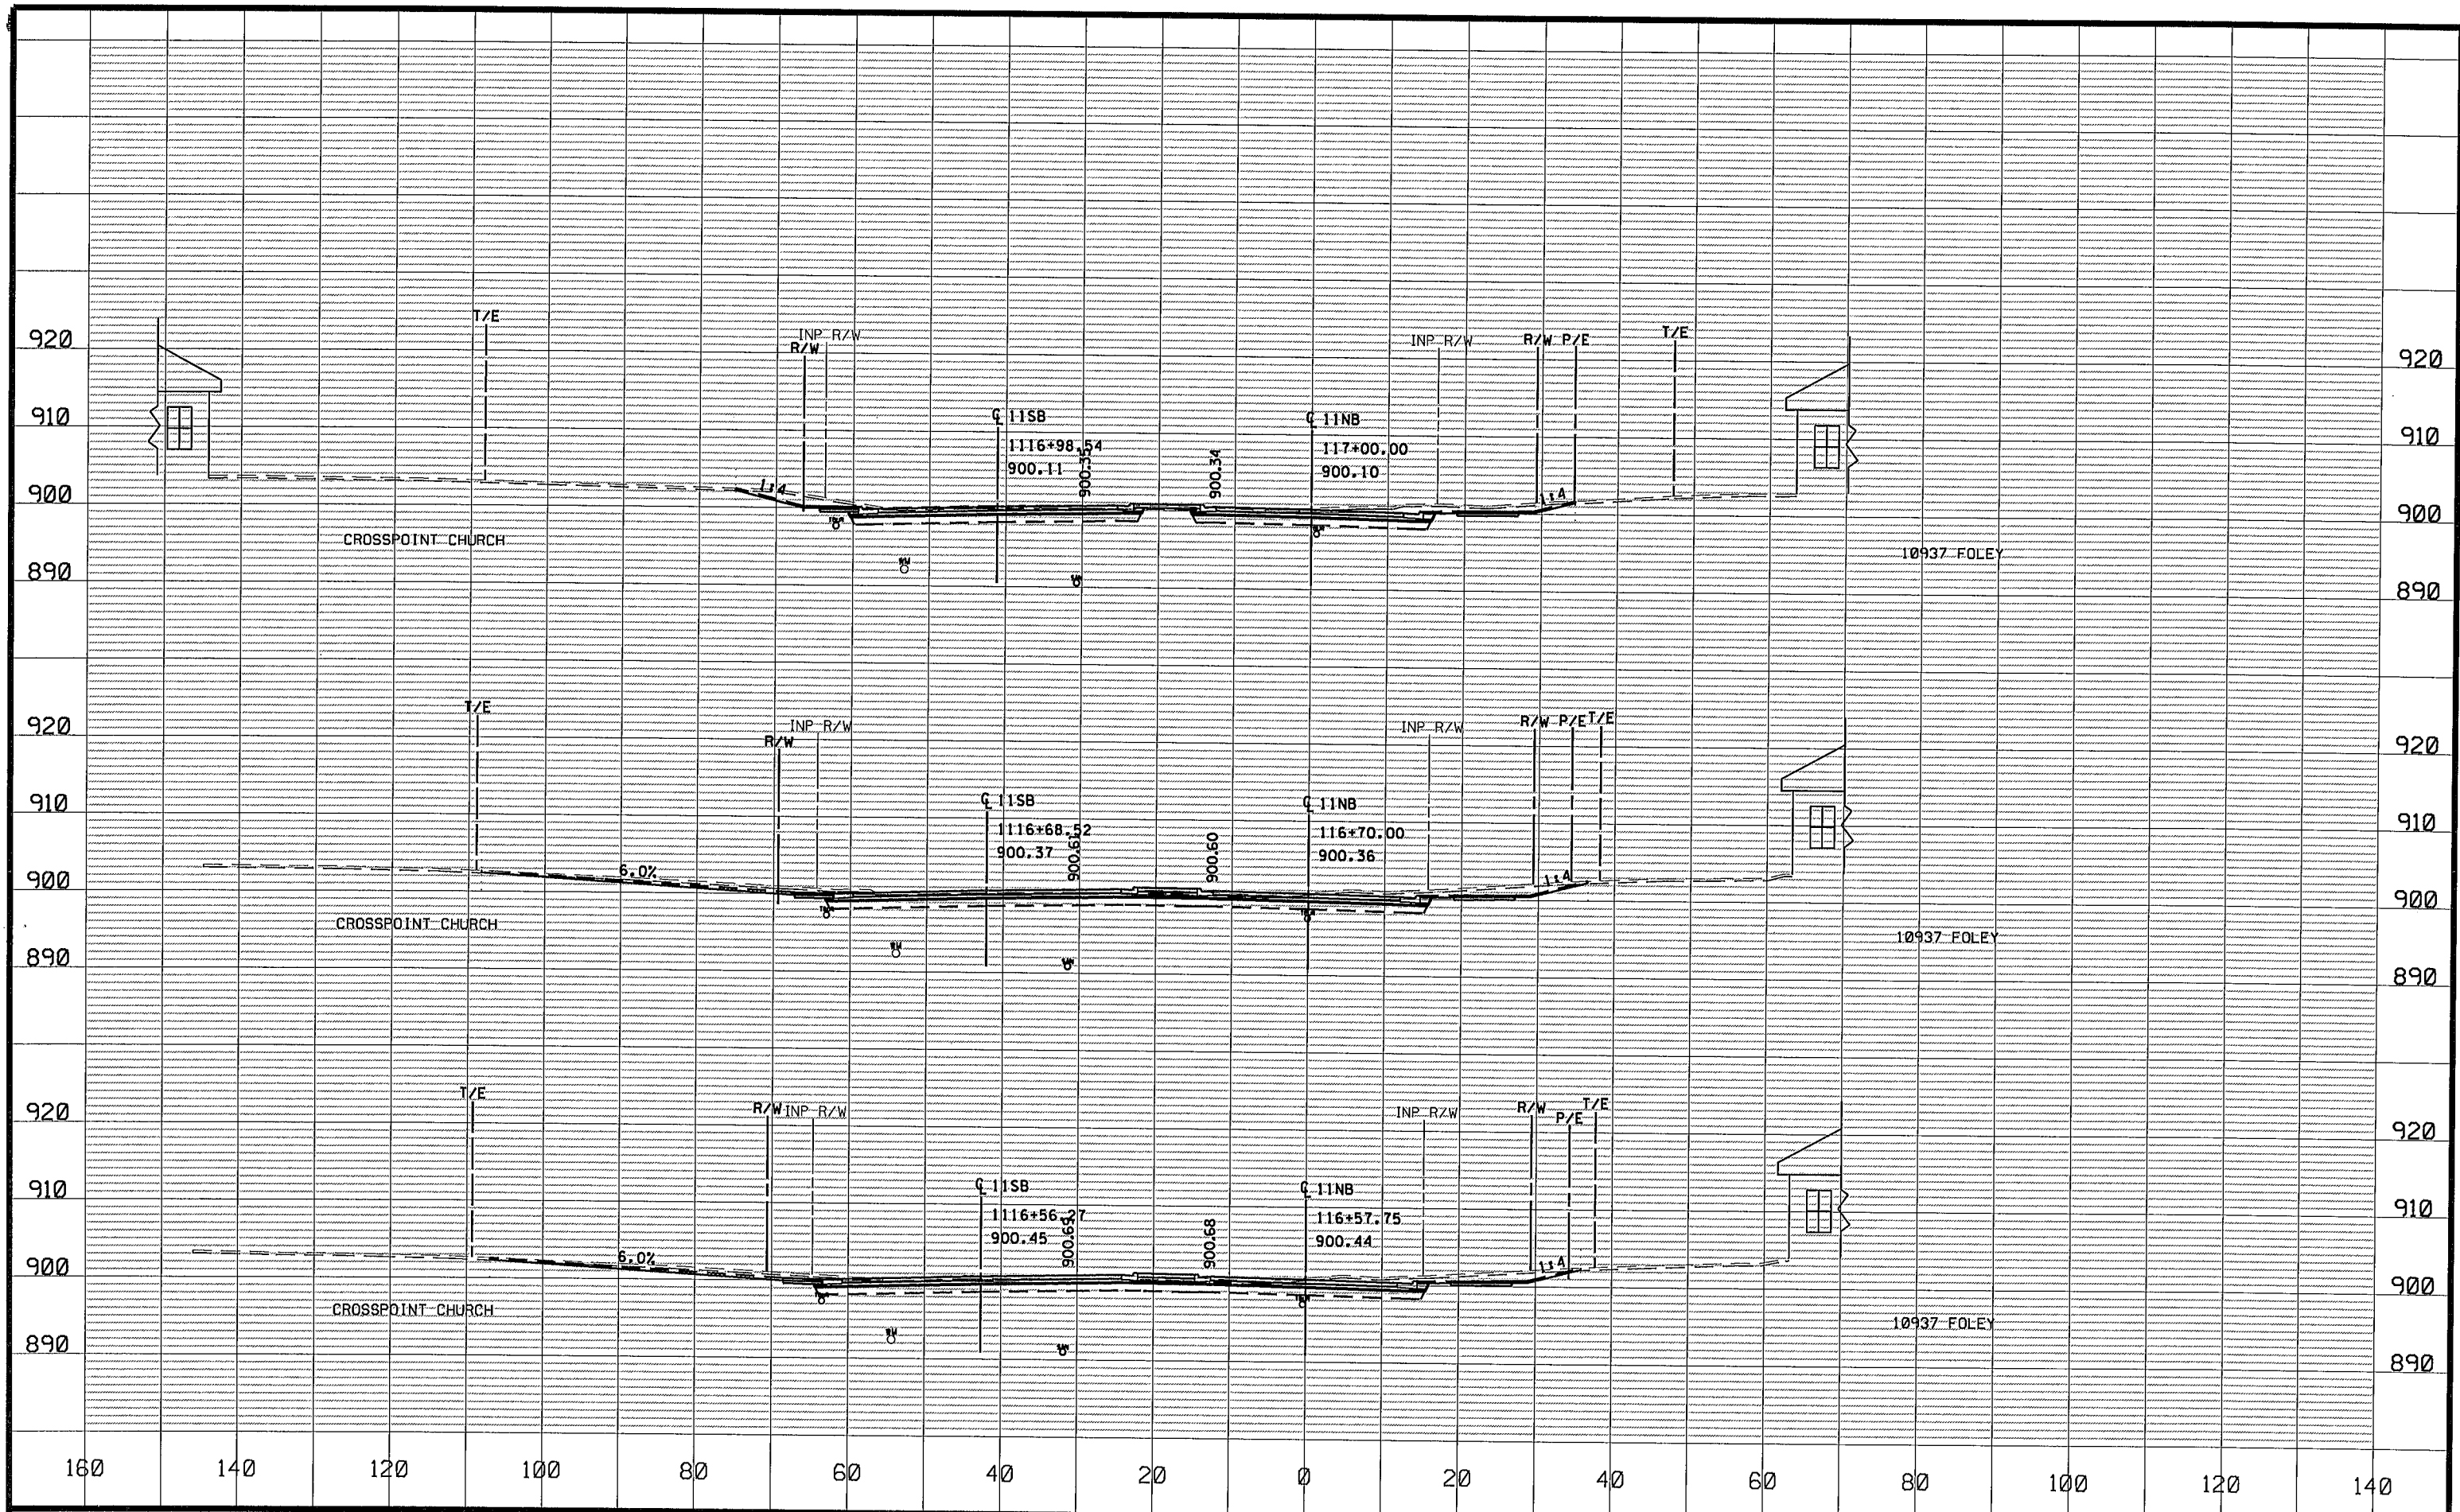 T/E
INP R/W
R/W
INP R/W
R/W P/E
T/E
920
920
℄ 11SB
1116+98.54
900.11
900.35
900.34
℄ 11NB
117+00.00
900.10
910
910
900
1:4
1:4
900
CROSSPOINT CHURCH
10937 FOLEY
890
890
T/E
INP R/W
R/W
INP R/W
R/W P/E T/E
920
920
℄ 11SB
1116+68.52
900.37
900.61
900.60
℄ 11NB
116+70.00
900.36
910
910
900
6.0%
1:4
900
CROSSPOINT CHURCH
10937 FOLEY
890
890
T/E
R/W INP R/W
INP R/W
R/W
P/E
T/E
920
920
℄ 11SB
1116+56.27
900.45
900.69
900.68
℄ 11NB
116+57.75
900.44
910
910
900
6.0%
1:4
900
CROSSPOINT CHURCH
10937 FOLEY
890
890
160 140 120 100 80 60 40 20 0 20 40 60 80 100 120 140